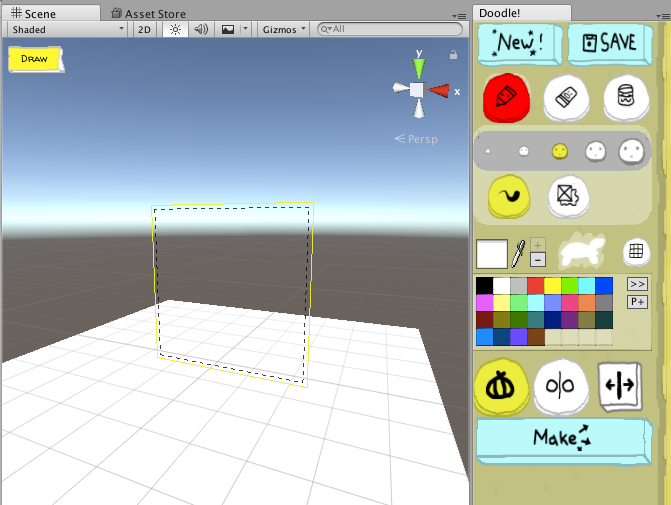 Scene
Asset Store
Doodle!
Shaded
2D
Gizmos
All
DRAW
New!
SAVE
y
x
Persp
+
−
>>
P+
Make